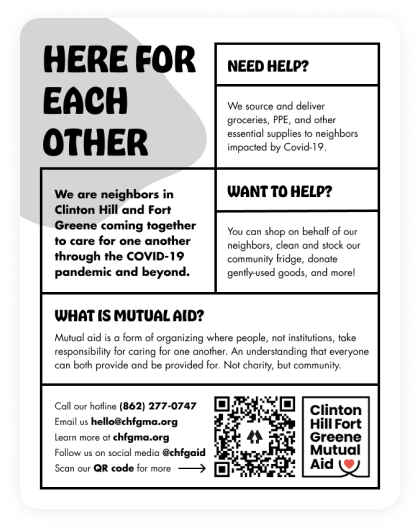 HERE FOR
EACH
OTHER
We are neighbors in
Clinton Hill and Fort
Greene coming together
to care for one another
through the COVID-19
pandemic and beyond.
NEED HELP?
We source and deliver
groceries, PPE, and other
essential supplies to neighbors
impacted by Covid-19.
WANT TO HELP?
You can shop on behalf of our
neighbors, clean and stock our
community fridge, donate
gently-used goods, and more!
WHAT IS MUTUAL AID?
Mutual aid is a form of organizing where people, not institutions, take
responsibility for caring for one another. An understanding that everyone
can both provide and be provided for. Not charity, but community.
Call our hotline (862) 277-0747
Email us hello@chfgma.org
Learn more at chfgma.org
Follow us on social media @chfgaid
Scan our QR code for more
Clinton
Hill Fort
Greene
Mutual
Aid